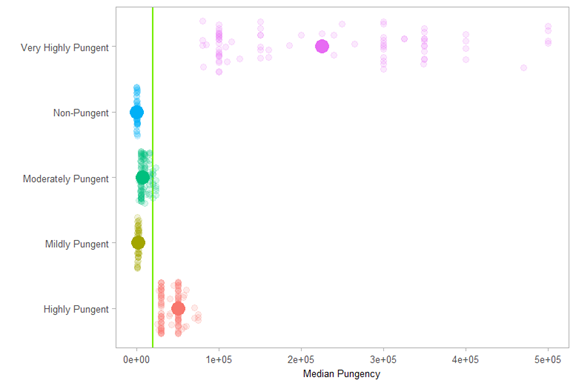 Very Highly Pungent
Non-Pungent
Moderately Pungent
Mildly Pungent
Highly Pungent
0e+00 1e+05 2e+05 3e+05 4e+05 5e+05
Median Pungency